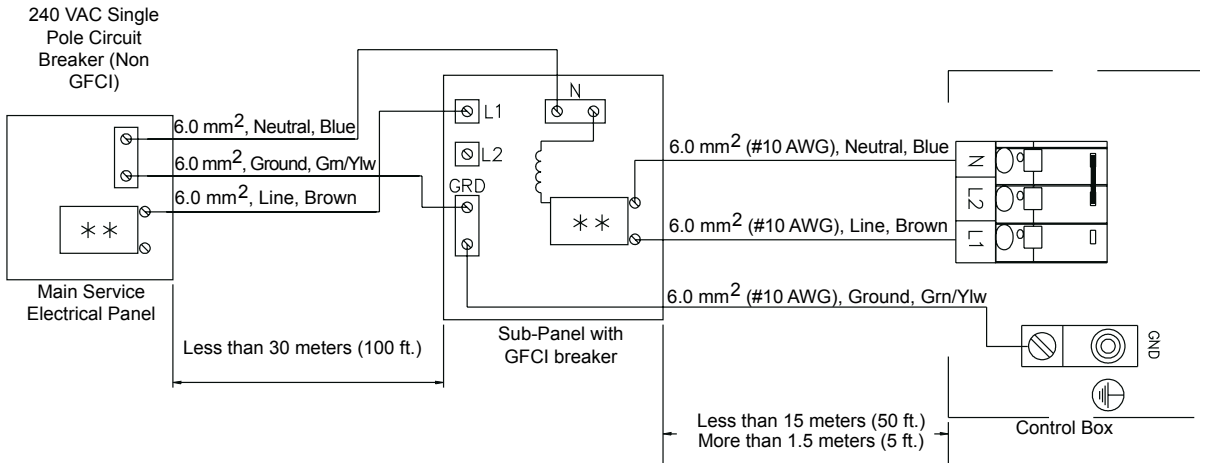 240 VAC Single
Pole Circuit
Breaker (Non
GFCI)
6.0 mm², Neutral, Blue
6.0 mm², Ground, Grn/Ylw
6.0 mm², Line, Brown
**
Main Service
Electrical Panel
Less than 30 meters (100 ft.)
N
L1
L2
GRD
**
Sub-Panel with
GFCI breaker
6.0 mm² (#10 AWG), Neutral, Blue
6.0 mm² (#10 AWG), Line, Brown
6.0 mm² (#10 AWG), Ground, Grn/Ylw
Less than 15 meters (50 ft.)
More than 1.5 meters (5 ft.)
N
L2
L1
GND
Control Box